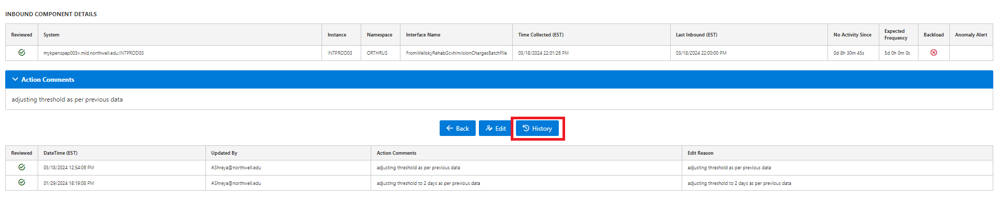 INBOUND COMPONENT DETAILS
Reviewed System Instance Namespace Interface Name Time Collected (EST) Last Inbound (EST) No Activity Since Expected Frequency Backload Anomaly Alert
mykpenspap003v.mid.northwell.edu:INTPROD03 INTPROD03 ORTHRUS FromWellskyRehabGcvhInvisionChargesBatchFile 03/18/2024 22:01:26 PM 03/18/2024 22:00:00 PM 0d 8h 30m 45s 5d 0h 0m 0s
Action Comments
adjusting threshold as per previous data
Back Edit History
Reviewed DateTime (EST) Updated By Action Comments Edit Reason
03/18/2024 12:54:06 PM AShreya@northwell.edu adjusting threshold as per previous data adjusting threshold as per previous data
01/29/2024 18:19:08 PM AShreya@northwell.edu adjusting threshold to 2 days as per previous data adjusting threshold to 2 days as per previous data